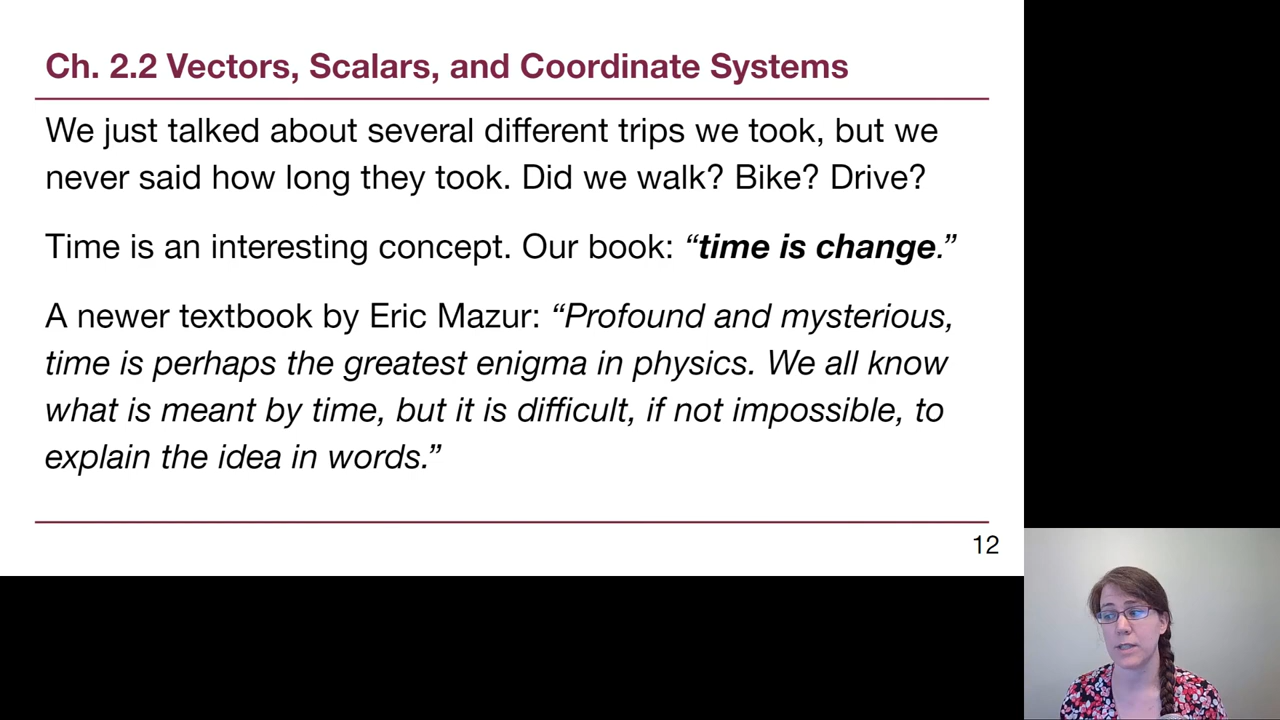 Ch. 2.2 Vectors, Scalars, and Coordinate Systems
We just talked about several different trips we took, but we
never said how long they took. Did we walk? Bike? Drive?
Time is an interesting concept. Our book: “time is change.”
A newer textbook by Eric Mazur: “Profound and mysterious,
time is perhaps the greatest enigma in physics. We all know
what is meant by time, but it is difficult, if not impossible, to
explain the idea in words.”
12